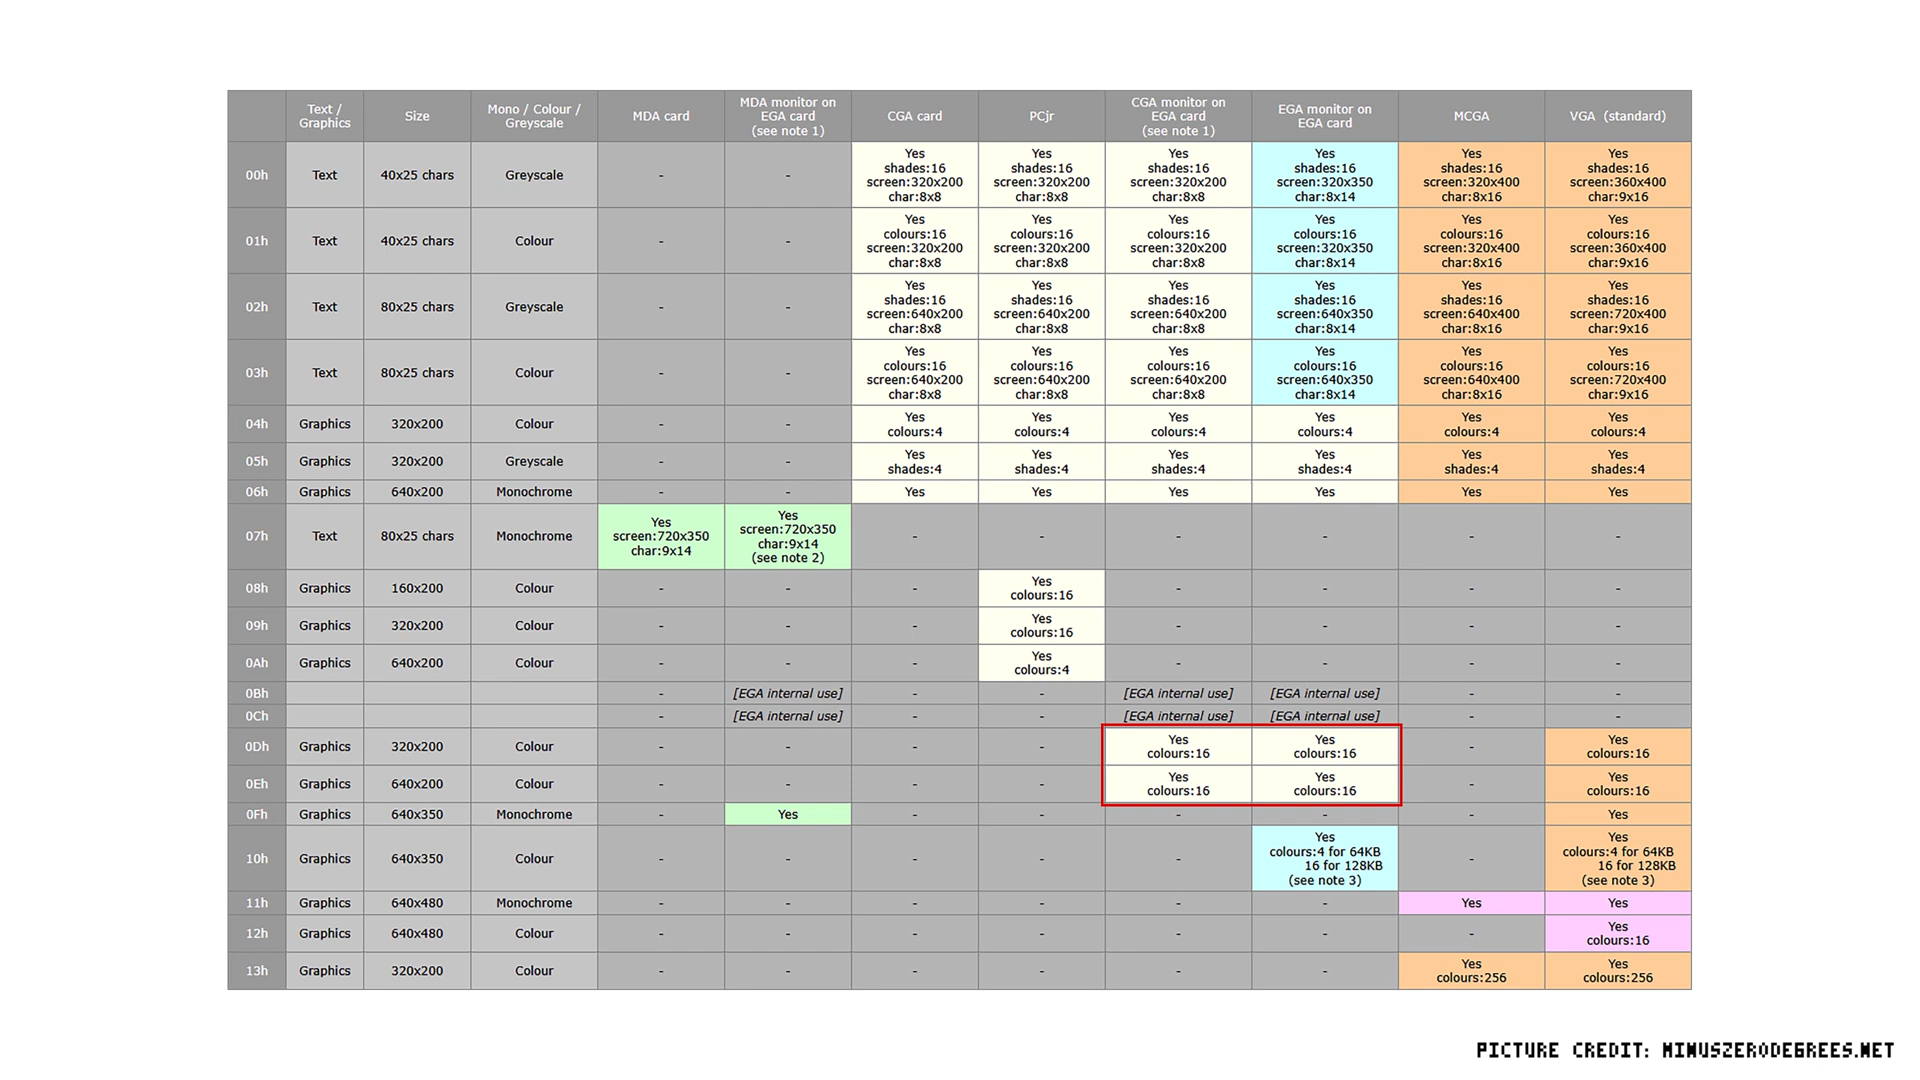 Text / Graphics Size Mono / Colour / Greyscale MDA card MDA monitor on EGA card (see note 1) CGA card PCjr CGA monitor on EGA card (see note 1) EGA monitor on EGA card MCGA VGA (standard)
00h Text 40x25 chars Greyscale - - Yes shades:16 screen:320x200 char:8x8 Yes shades:16 screen:320x200 char:8x8 Yes shades:16 screen:320x200 char:8x8 Yes shades:16 screen:320x350 char:8x14 Yes shades:16 screen:320x400 char:8x16 Yes shades:16 screen:360x400 char:9x16
01h Text 40x25 chars Colour - - Yes colours:16 screen:320x200 char:8x8 Yes colours:16 screen:320x200 char:8x8 Yes colours:16 screen:320x200 char:8x8 Yes colours:16 screen:320x350 char:8x14 Yes colours:16 screen:320x400 char:8x16 Yes colours:16 screen:360x400 char:9x16
02h Text 80x25 chars Greyscale - - Yes shades:16 screen:640x200 char:8x8 Yes shades:16 screen:640x200 char:8x8 Yes shades:16 screen:640x200 char:8x8 Yes shades:16 screen:640x350 char:8x14 Yes shades:16 screen:640x400 char:8x16 Yes shades:16 screen:720x400 char:9x16
03h Text 80x25 chars Colour - - Yes colours:16 screen:640x200 char:8x8 Yes colours:16 screen:640x200 char:8x8 Yes colours:16 screen:640x200 char:8x8 Yes colours:16 screen:640x350 char:8x14 Yes colours:16 screen:640x400 char:8x16 Yes colours:16 screen:720x400 char:9x16
04h Graphics 320x200 Colour - - Yes colours:4 Yes colours:4 Yes colours:4 Yes colours:4 Yes colours:4 Yes colours:4
05h Graphics 320x200 Greyscale - - Yes shades:4 Yes shades:4 Yes shades:4 Yes shades:4 Yes shades:4 Yes shades:4
06h Graphics 640x200 Monochrome - - Yes Yes Yes Yes Yes Yes
07h Text 80x25 chars Monochrome Yes screen:720x350 char:9x14 Yes screen:720x350 char:9x14 (see note 2) - - - - - -
08h Graphics 160x200 Colour - - - Yes colours:16 - - - -
09h Graphics 320x200 Colour - - - Yes colours:16 - - - -
0Ah Graphics 640x200 Colour - - - Yes colours:4 - - - -
0Bh - [EGA internal use] - - [EGA internal use] [EGA internal use] - -
0Ch - [EGA internal use] - - [EGA internal use] [EGA internal use] - -
0Dh Graphics 320x200 Colour - - - - Yes colours:16 Yes colours:16 - Yes colours:16
0Eh Graphics 640x200 Colour - - - - Yes colours:16 Yes colours:16 - Yes colours:16
0Fh Graphics 640x350 Monochrome - Yes - - - - - Yes
10h Graphics 640x350 Colour - - - - - Yes colours:4 for 64KB 16 for 128KB (see note 3) - Yes colours:4 for 64KB 16 for 128KB (see note 3)
11h Graphics 640x480 Monochrome - - - - - - Yes Yes
12h Graphics 640x480 Colour - - - - - - - Yes colours:16
13h Graphics 320x200 Colour - - - - - - Yes colours:256 Yes colours:256
PICTURE CREDIT: MINUSZERODEGREES.NET